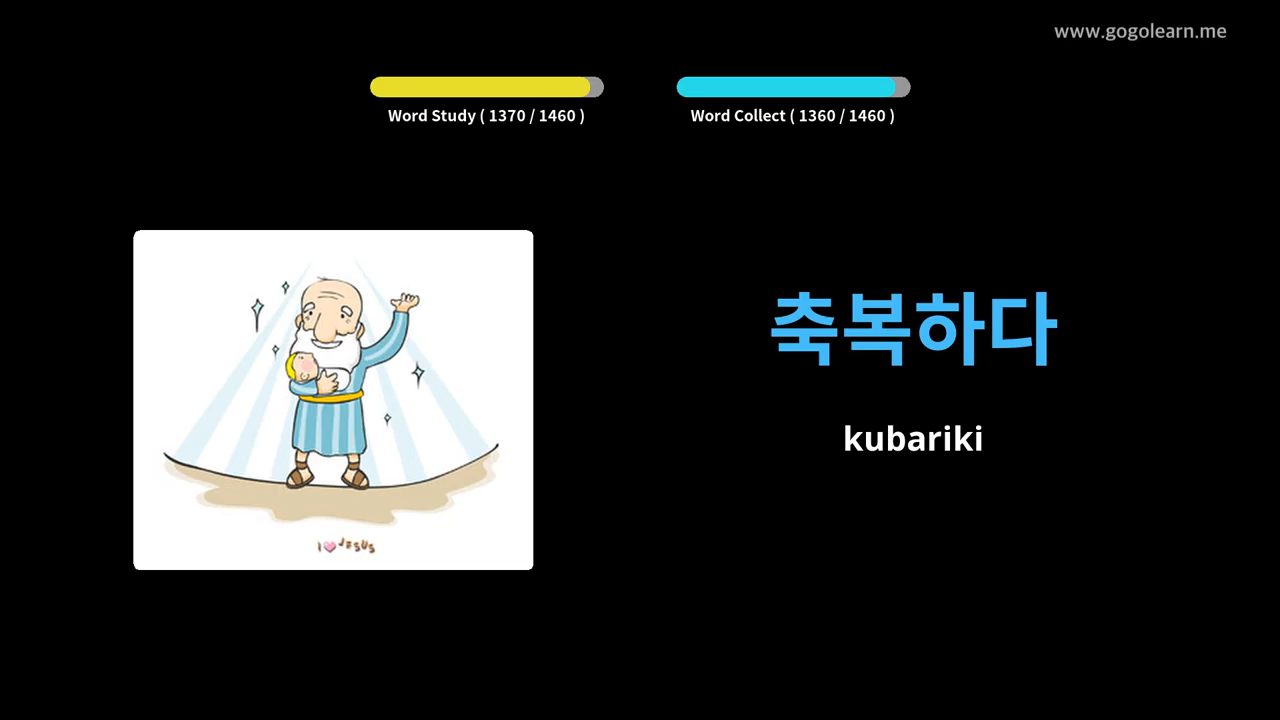 www.gogolearn.me
Word Study ( 1370 / 1460 )
Word Collect ( 1360 / 1460 )
축복하다
kubariki
I ♥ JESUS